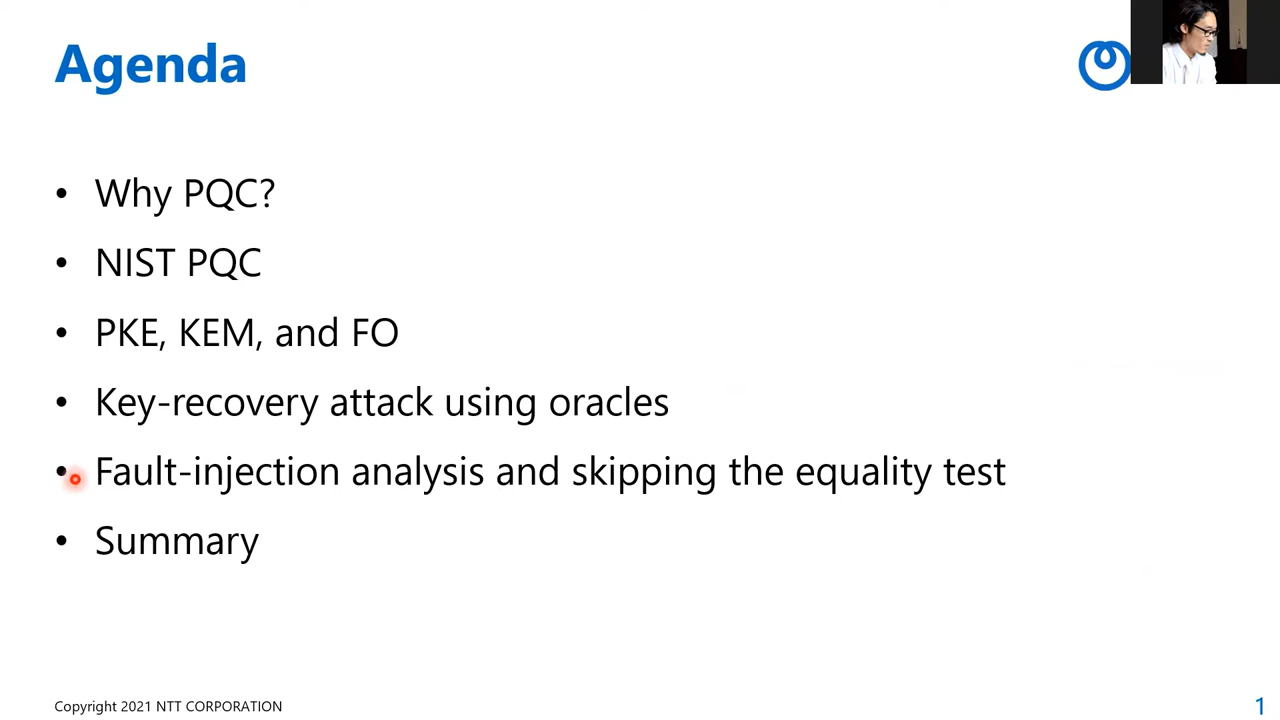 Agenda
• Why PQC?
• NIST PQC
• PKE, KEM, and FO
• Key-recovery attack using oracles
• Fault-injection analysis and skipping the equality test
• Summary
Copyright 2021 NTT CORPORATION
1